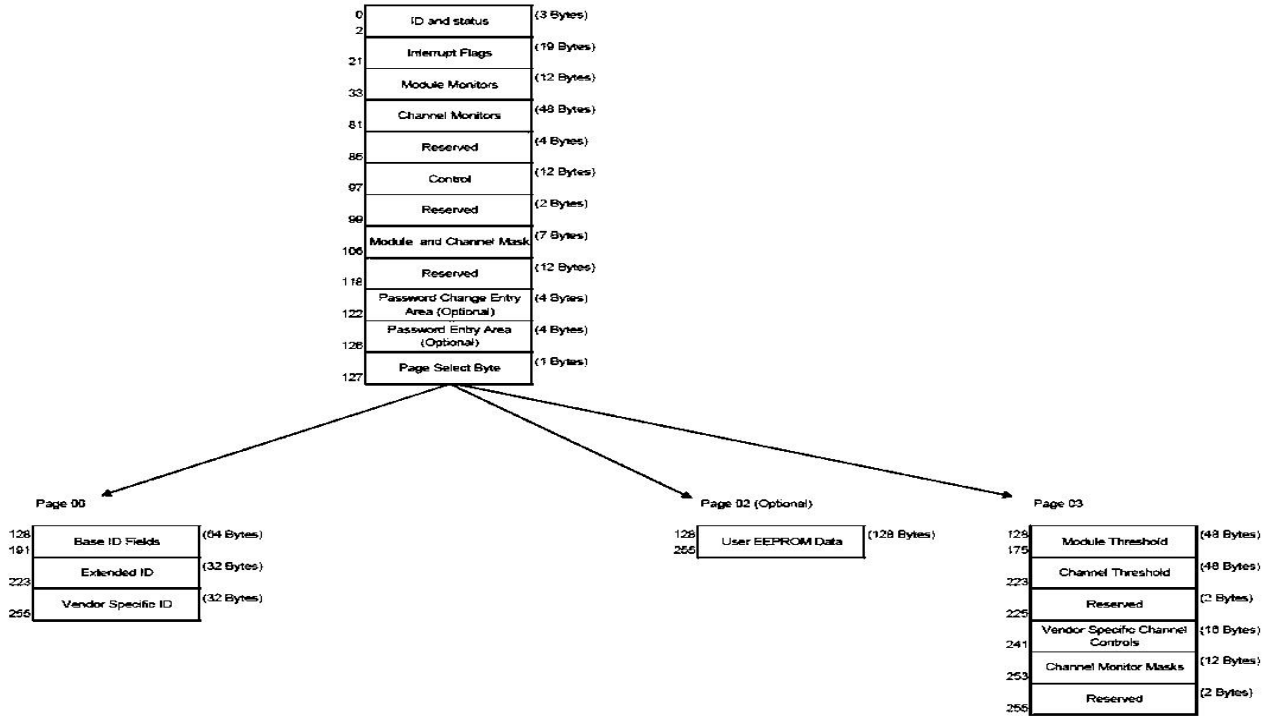 0
ID and status
(3 Bytes)
2
Interrupt Flags
(19 Bytes)
21
Module Monitors
(12 Bytes)
33
Channel Monitors
(48 Bytes)
81
Reserved
(4 Bytes)
85
Control
(12 Bytes)
97
Reserved
(2 Bytes)
99
Module and Channel Mask
(7 Bytes)
106
Reserved
(12 Bytes)
118
Password Change Entry
Area (Optional)
(4 Bytes)
122
Password Entry Area
(Optional)
(4 Bytes)
126
Page Select Byte
(1 Bytes)
127
Page 00
128
Base ID Fields
(64 Bytes)
191
Extended ID
(32 Bytes)
223
Vendor Specific ID
(32 Bytes)
255
Page 02 (Optional)
128
User EEPROM Data
(128 Bytes)
255
Page 03
128
Module Threshold
(48 Bytes)
175
Channel Threshold
(48 Bytes)
223
Reserved
(2 Bytes)
225
Vendor Specific Channel
Controls
(16 Bytes)
241
Channel Monitor Masks
(12 Bytes)
253
Reserved
(2 Bytes)
255